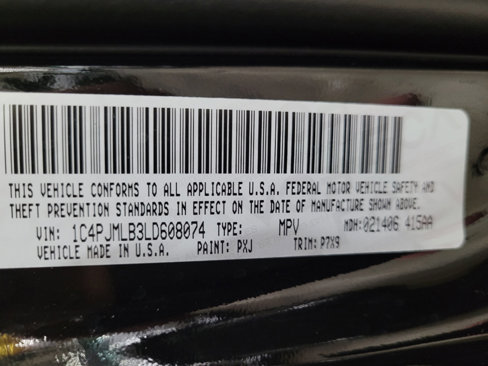 THIS VEHICLE CONFORMS TO ALL APPLICABLE U.S.A. FEDERAL MOTOR VEHICLE SAFETY AND
THEFT PREVENTION STANDARDS IN EFFECT ON THE DATE OF MANUFACTURE SHOWN ABOVE.
VIN: 1C4PJMLB3LD608074 TYPE: MPV MDH:021406 415AA
VEHICLE MADE IN U.S.A. PAINT: PXJ TRIM: P7X9